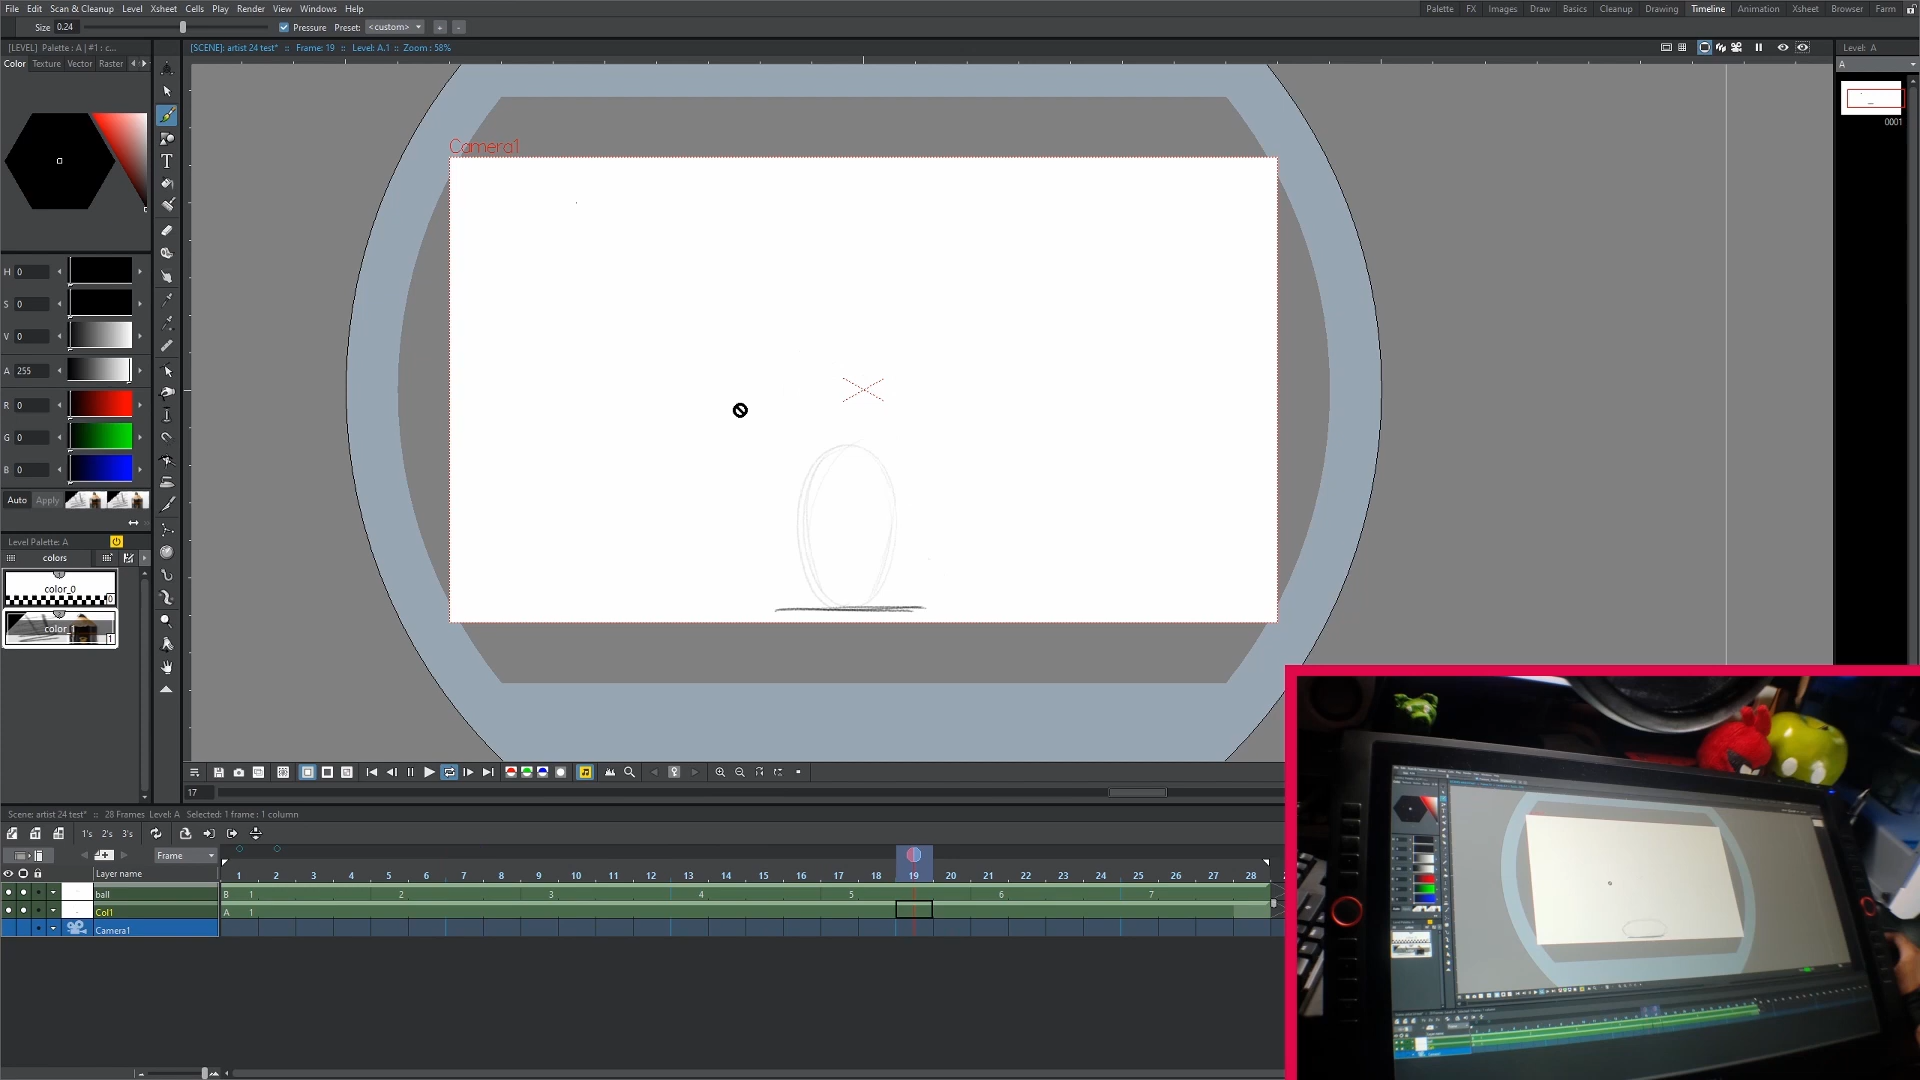 File Edit Scan & Cleanup Level Xsheet Cells Play Render View Windows Help
Palette FX Images Draw Basics Cleanup Drawing Timeline Animation Xsheet Browser Farm
Size 0.24 Pressure Preset: <custom> + -
[LEVEL] Palette : A | #1 : c...
[SCENE]: artist 24 test* :: Frame: 19 :: Level: A.1 :: Zoom : 58%
Level: A
Color Texture Vector Raster
A
0001
Camera1
H 0
S 0
V 0
A 255
R 0
G 0
B 0
Auto Apply
Level Palette: A
colors
color_0 0
color_1 1
17
Scene: artist 24 test* :: 28 Frames Level: A Selected: 1 frame : 1 column
1's 2's 3's
Frame
Layer name 1 2 3 4 5 6 7 8 9 10 11 12 13 14 15 16 17 18 19 20 21 22 23 24 25 26 27 28
ball B 1 2 3 4 5 6 7
Col1 A 1
Camera1